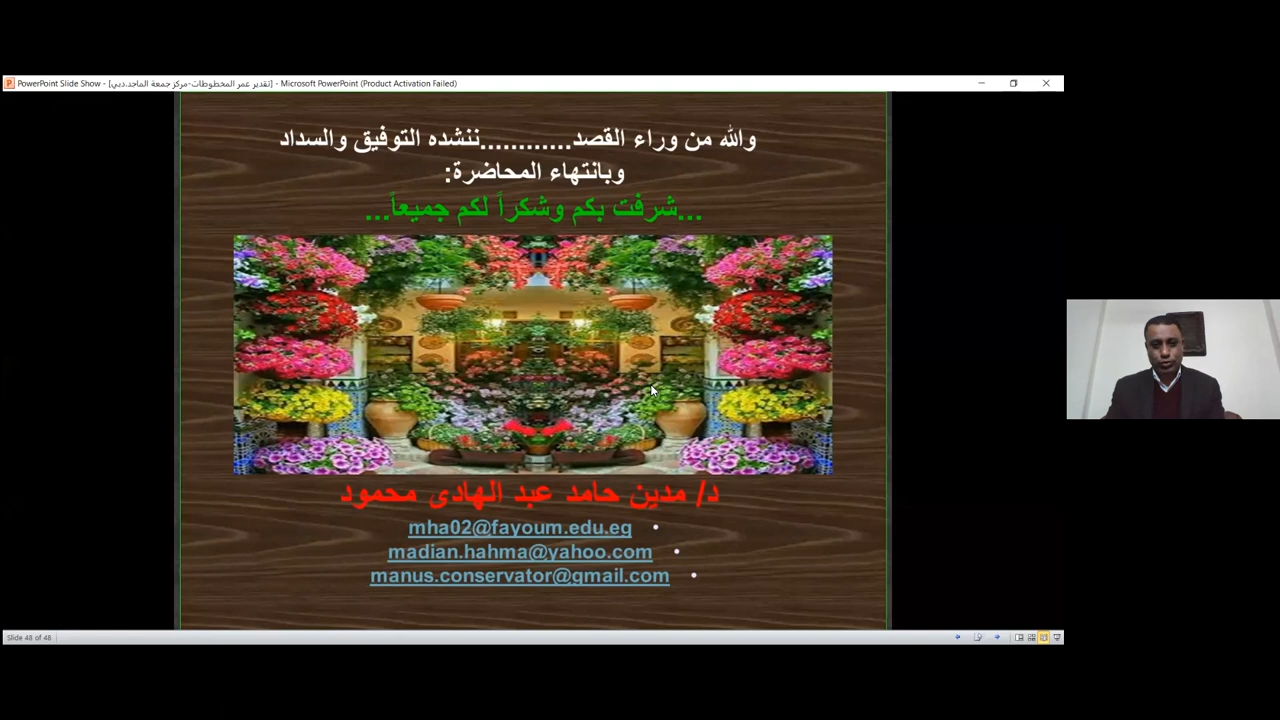 PowerPoint Slide Show - [تقدير عمر المخطوطات-مركز جمعة الماجد.دبي] - Microsoft PowerPoint (Product Activation Failed)
والله من وراء القصد............ننشده التوفيق والسداد
وبانتهاء المحاضرة:
...شرفت بكم وشكراً لكم جميعاً...
د/ مدين حامد عبد الهادى محمود
• mha02@fayoum.edu.eg
• madian.hahma@yahoo.com
• manus.conservator@gmail.com
Slide 48 of 48